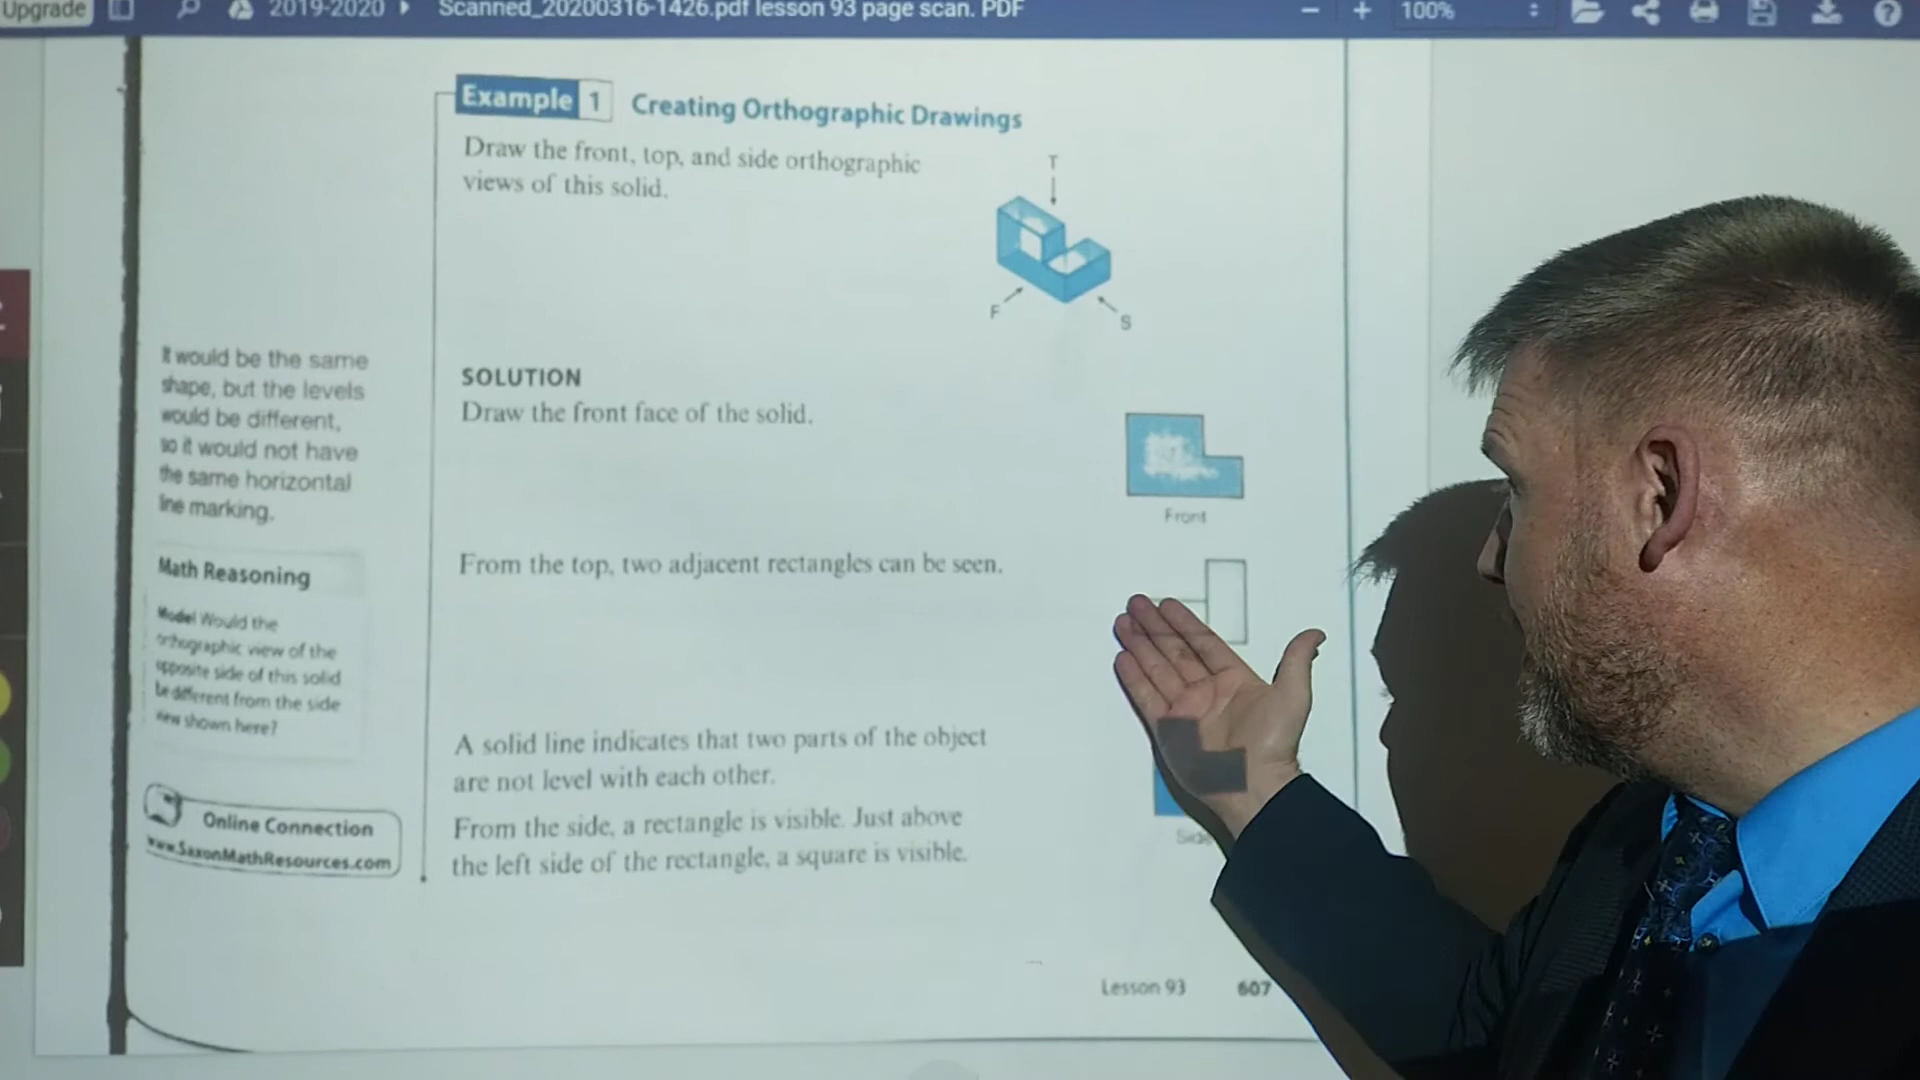 Upgrade
2019-2020
Scanned_20200316-1426.pdf lesson 93 page scan. PDF
100%
Example 1 Creating Orthographic Drawings
Draw the front, top, and side orthographic
views of this solid.
T
F
S
It would be the same
shape, but the levels
would be different,
so it would not have
the same horizontal
line marking.
SOLUTION
Draw the front face of the solid.
Front
From the top, two adjacent rectangles can be seen.
Math Reasoning
Model Would the
orthographic view of the
opposite side of this solid
be different from the side
view shown here?
A solid line indicates that two parts of the object
are not level with each other.
From the side, a rectangle is visible. Just above
the left side of the rectangle, a square is visible.
Side
Online Connection
www.SaxonMathResources.com
Lesson 93 607